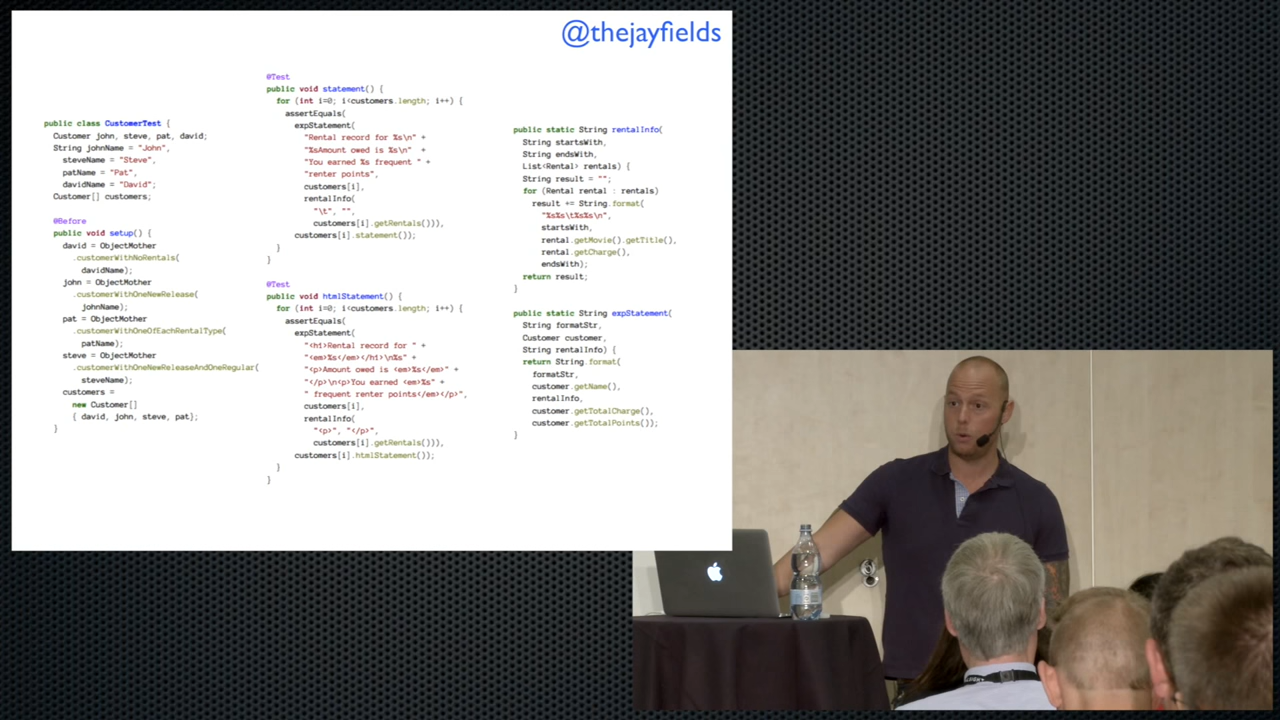 @thejayfields
public class CustomerTest {
Customer john, steve, pat, david;
String johnName = "John",
steveName = "Steve",
patName = "Pat",
davidName = "David";
Customer[] customers;
@Before
public void setup() {
david = ObjectMother
.customerWithNoRentals(
davidName);
john = ObjectMother
.customerWithOneNewRelease(
johnName);
pat = ObjectMother
.customerWithOneOfEachRentalType(
patName);
steve = ObjectMother
.customerWithOneNewReleaseAndOneRegular(
steveName);
customers =
new Customer[]
{ david, john, steve, pat};
}
@Test
public void statement() {
for (int i=0; i<customers.length; i++) {
assertEquals(
expStatement(
"Rental record for %s\n" +
"%sAmount owed is %s\n" +
"You earned %s frequent " +
"renter points",
customers[i],
rentalInfo(
"\t", "",
customers[i].getRentals())),
customers[i].statement());
}
}
@Test
public void htmlStatement() {
for (int i=0; i<customers.length; i++) {
assertEquals(
expStatement(
"<h1>Rental record for " +
"<em>%s</em></h1>\n%s" +
"<p>Amount owed is <em>%s</em>" +
"</p>\n<p>You earned <em>%s" +
" frequent renter points</em></p>",
customers[i],
rentalInfo(
"<p>", "</p>",
customers[i].getRentals())),
customers[i].htmlStatement());
}
}
public static String rentalInfo(
String startsWith,
String endsWith,
List<Rental> rentals) {
String result = "";
for (Rental rental : rentals)
result += String.format(
"%s%s\t%s%s\n",
startsWith,
rental.getMovie().getTitle(),
rental.getCharge(),
endsWith);
return result;
}
public static String expStatement(
String formatStr,
Customer customer,
String rentalInfo) {
return String.format(
formatStr,
customer.getName(),
rentalInfo,
customer.getTotalCharge(),
customer.getTotalPoints());
}